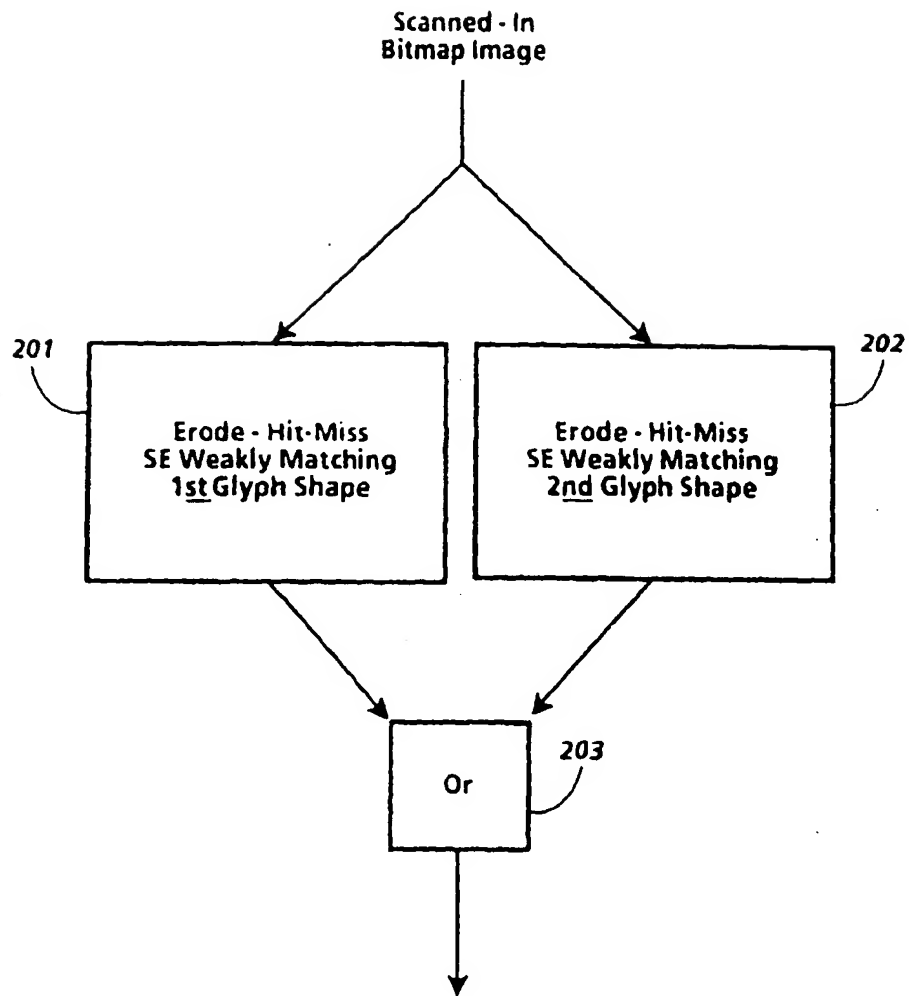 Scanned - In
Bitmap Image
201
202
Erode - Hit-Miss
SE Weakly Matching
1st Glyph Shape
Erode - Hit-Miss
SE Weakly Matching
2nd Glyph Shape
Or
203